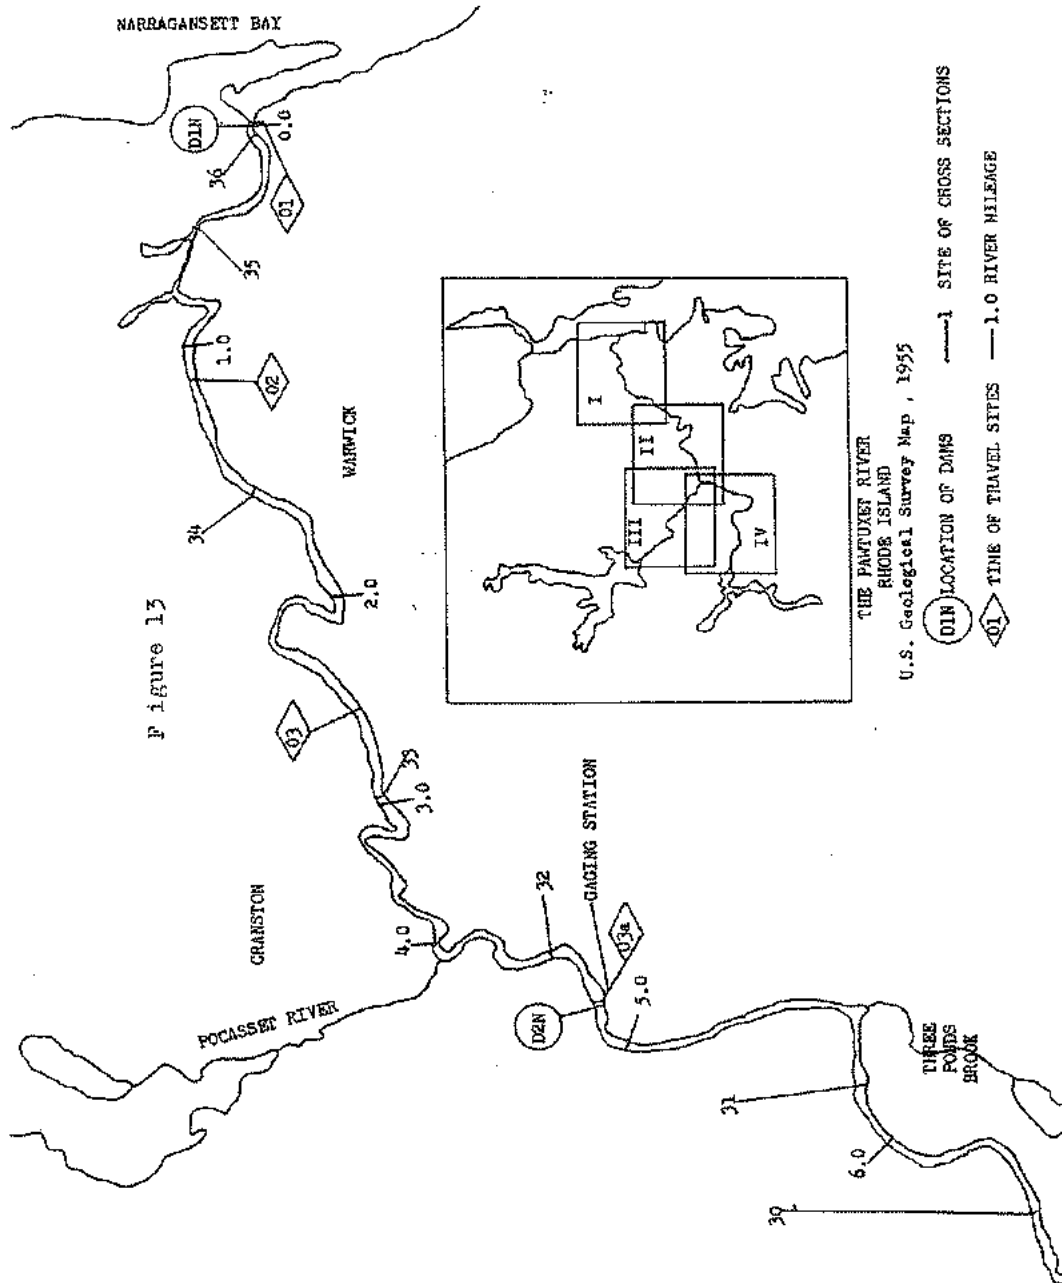 NARRAGANSETT BAY
D1N
0.0
36
01
35
1.0
02
WARWICK
34
2.0
Figure 13
03
33
3.0
CRANSTON
4.0
POCASSET RIVER
32
GAGING STATION
03a
D2N
5.0
THREE
PONDS
BROOK
31
6.0
30
I
II
III
IV
THE PAWTUXET RIVER
RHODE ISLAND
U.S. Geological Survey Map, 1955
D1N LOCATION OF DAMS
1 SITE OF CROSS SECTIONS
01 TIME OF TRAVEL SITES
1.0 RIVER MILEAGE